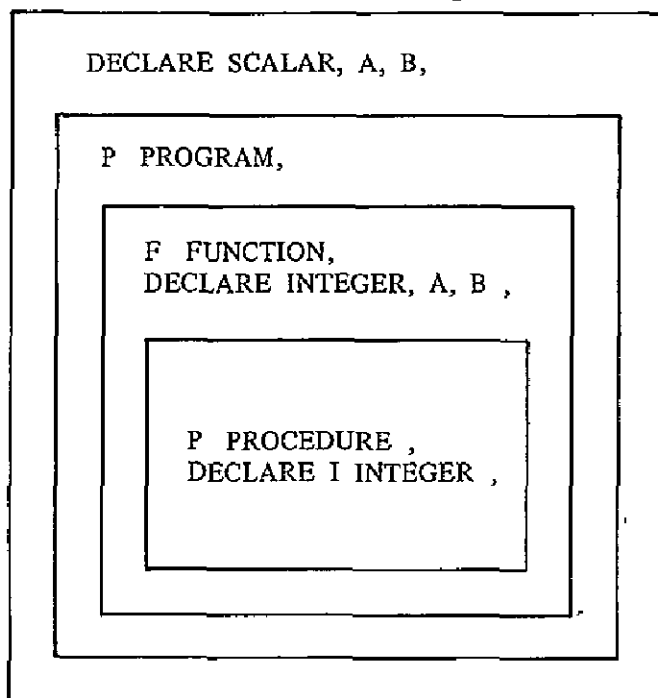 DECLARE SCALAR, A, B,
P PROGRAM,
F FUNCTION,
DECLARE INTEGER, A, B ,
P PROCEDURE ,
DECLARE I INTEGER ,